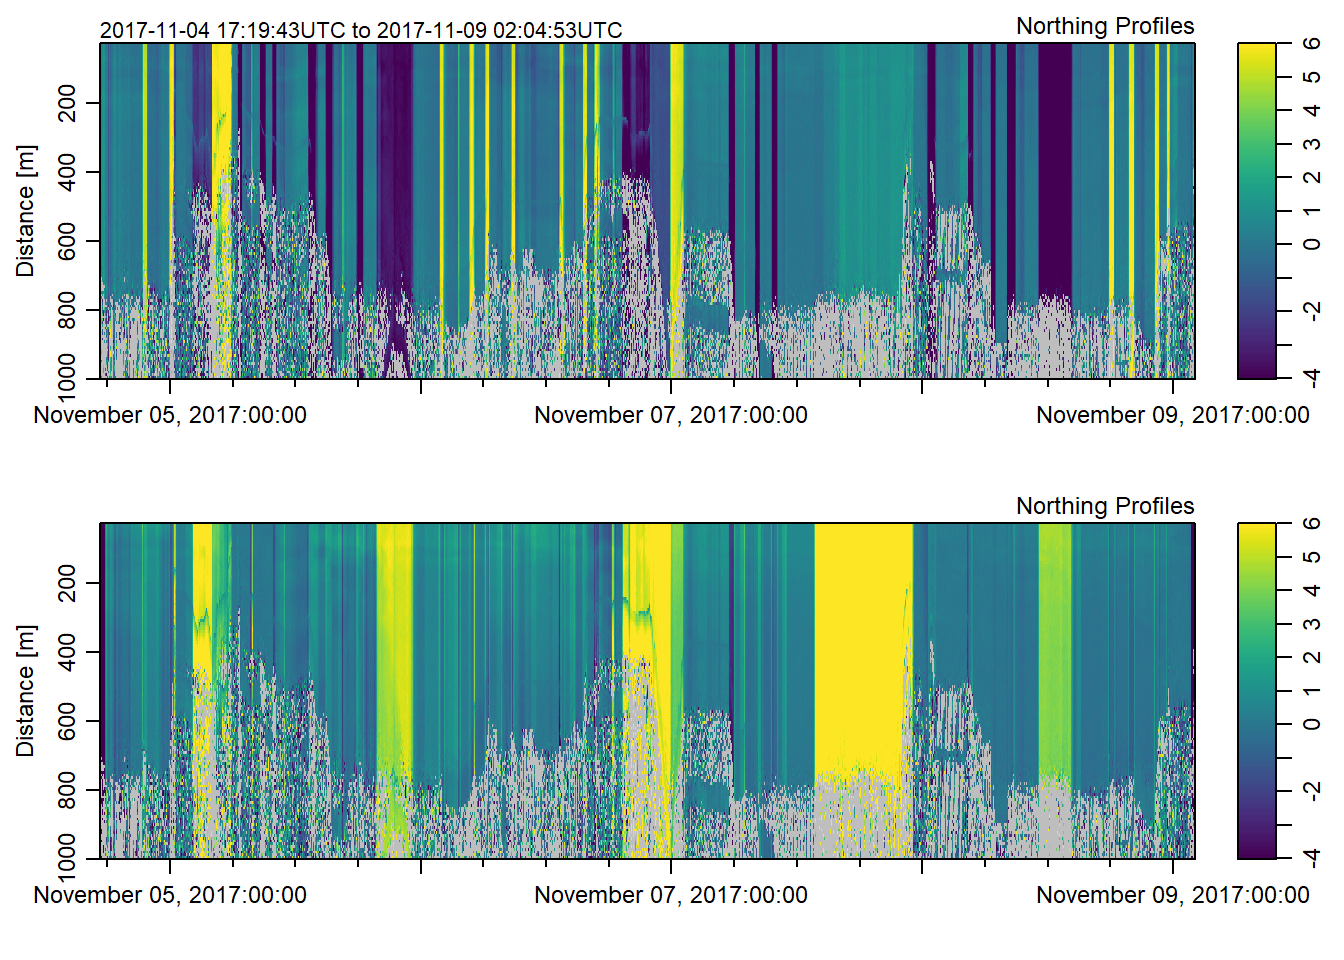 2017-11-04 17:19:43UTC to 2017-11-09 02:04:53UTC
Northing Profiles
Distance [m]
200
400
600
800
1000
November 05, 2017:00:00
November 07, 2017:00:00
November 09, 2017:00:00
6
5
4
3
2
1
0
-2
-4
Northing Profiles
Distance [m]
200
400
600
800
1000
November 05, 2017:00:00
November 07, 2017:00:00
November 09, 2017:00:00
6
5
4
3
2
1
0
-2
-4